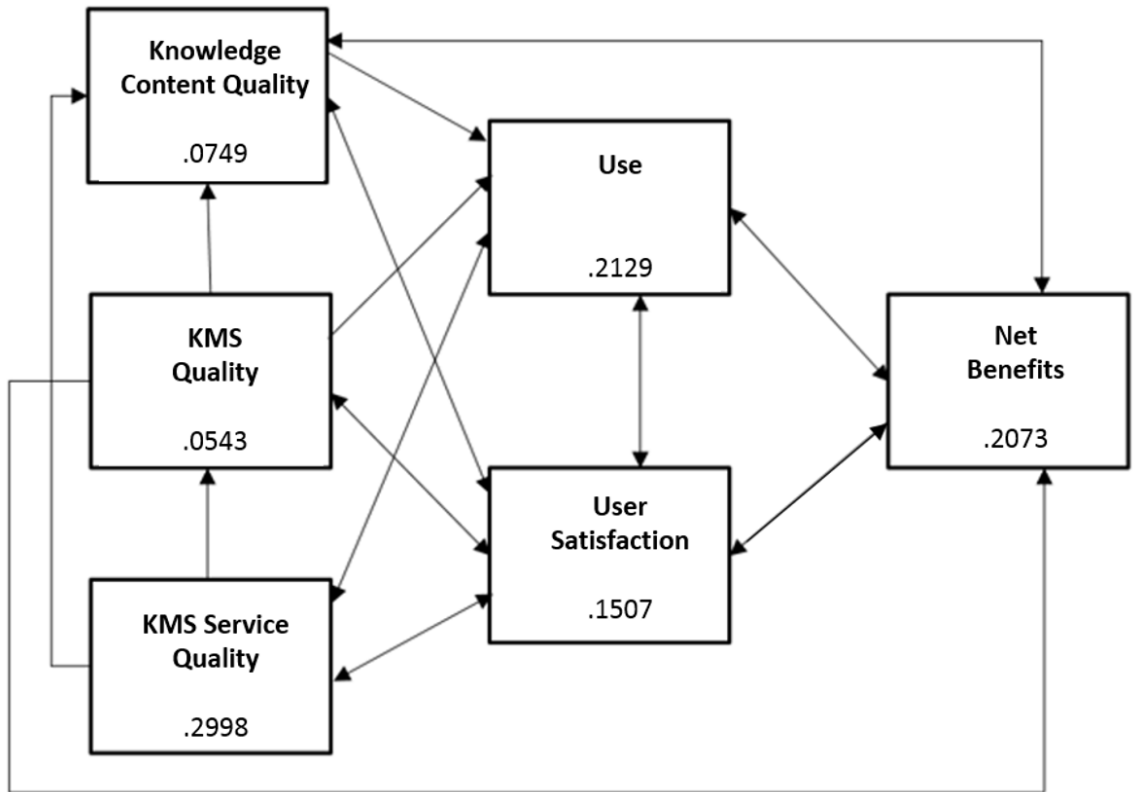 Knowledge
Content Quality
.0749
Use
.2129
KMS
Quality
.0543
Net
Benefits
.2073
User
Satisfaction
.1507
KMS Service
Quality
.2998